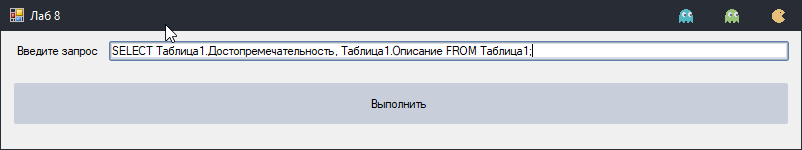 Лаб 8
Введите запрос SELECT Таблица1.Достопремечательность, Таблица1.Описание FROM Таблица1;
Выполнить